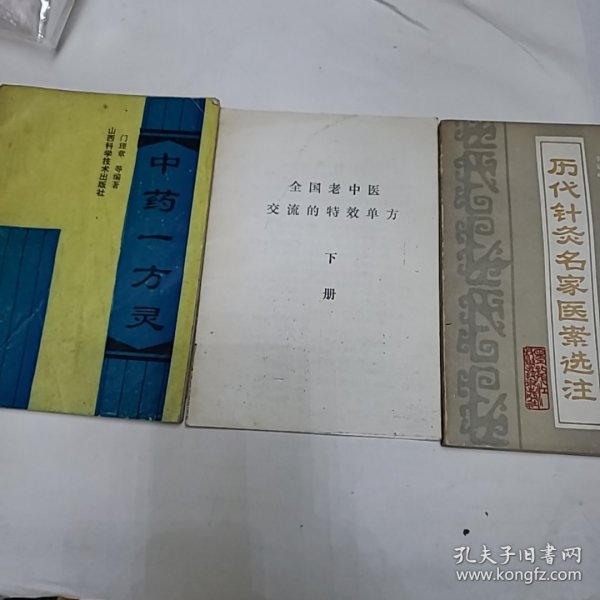 《中药一方灵》
门理章 等编著
山西科学技术出版社
全国老中医
交流的特效单方
下
册
历代针灸名家医案选注
孔夫子旧书网
www.kongfz.com